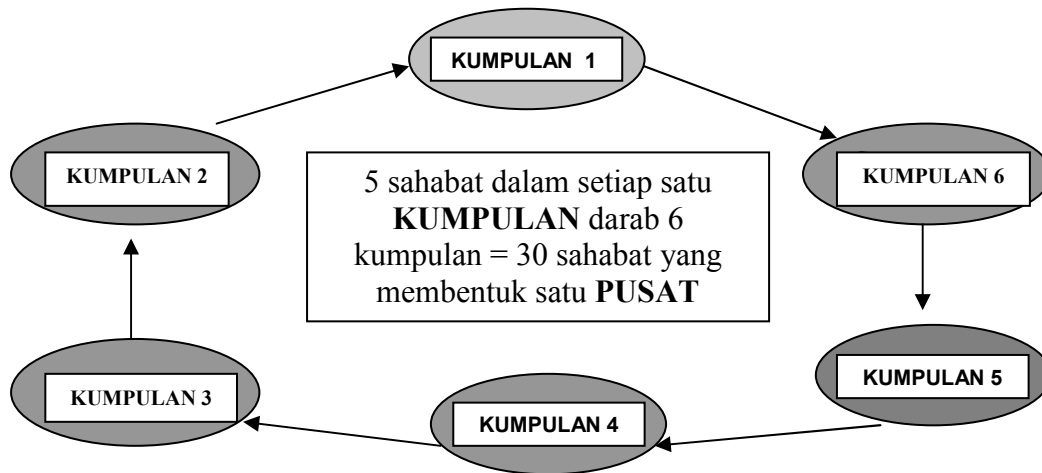 KUMPULAN 1
KUMPULAN 2
KUMPULAN 6
5 sahabat dalam setiap satu
KUMPULAN darab 6
kumpulan = 30 sahabat yang
membentuk satu PUSAT
KUMPULAN 3
KUMPULAN 5
KUMPULAN 4